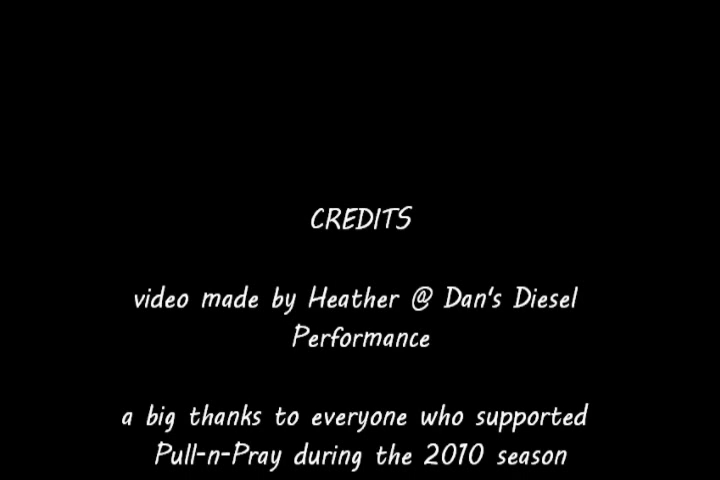 CREDITS
video made by Heather @ Dan's Diesel
Performance
a big thanks to everyone who supported
Pull-n-Pray during the 2010 season